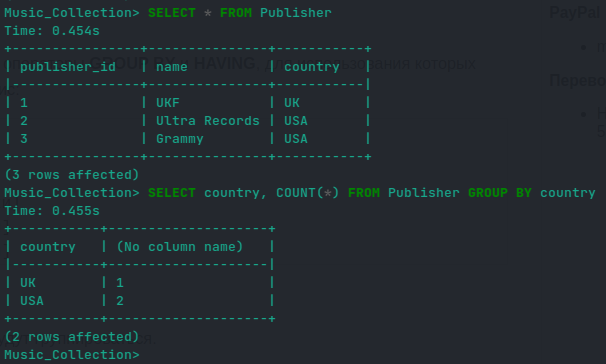 Music_Collection> SELECT * FROM Publisher
Time: 0.454s
+----------------+---------------+-----------+
| publisher_id   | name          | country   |
|----------------+---------------+-----------|
| 1              | UKF           | UK        |
| 2              | Ultra Records | USA       |
| 3              | Grammy        | USA       |
+----------------+---------------+-----------+
(3 rows affected)
Music_Collection> SELECT country, COUNT(*) FROM Publisher GROUP BY country
Time: 0.455s
+-----------+--------------------+
| country   | (No column name)   |
|-----------+--------------------|
| UK        | 1                  |
| USA       | 2                  |
+-----------+--------------------+
(2 rows affected)
Music_Collection>
PayPal
HAVING
которые